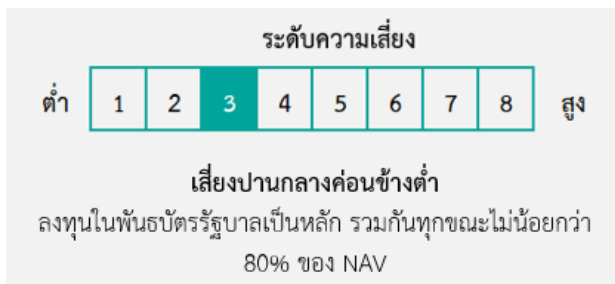 ระดับความเสี่ยง
ต่ำ 1 2 3 4 5 6 7 8 สูง
เสี่ยงปานกลางค่อนข้างต่ำ
ลงทุนในพันธบัตรรัฐบาลเป็นหลัก รวมกันทุกขณะไม่น้อยกว่า
80% ของ NAV